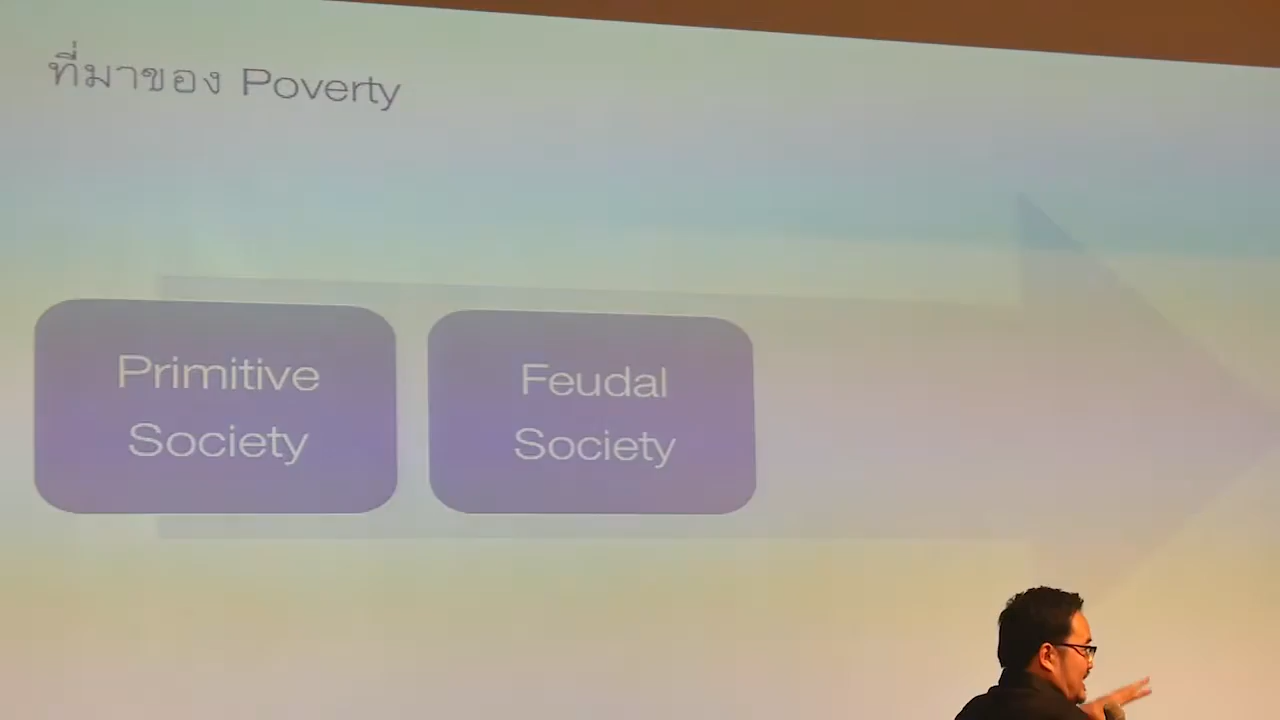 ที่มาของ Poverty
Primitive
Society
Feudal
Society